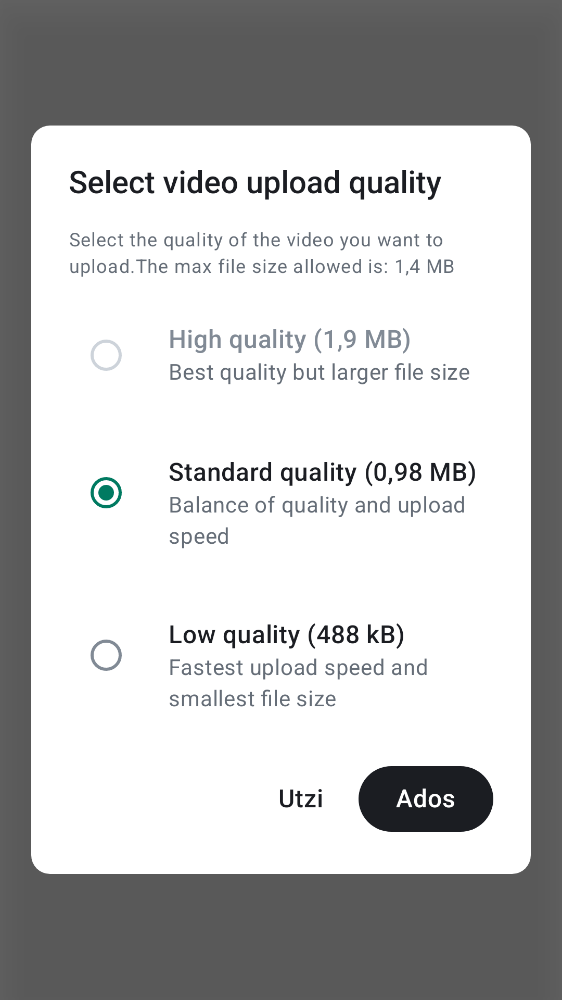 Select video upload quality
Select the quality of the video you want to
upload.The max file size allowed is: 1,4 MB
High quality (1,9 MB)
Best quality but larger file size
Standard quality (0,98 MB)
Balance of quality and upload
speed
Low quality (488 kB)
Fastest upload speed and
smallest file size
Utzi
Ados